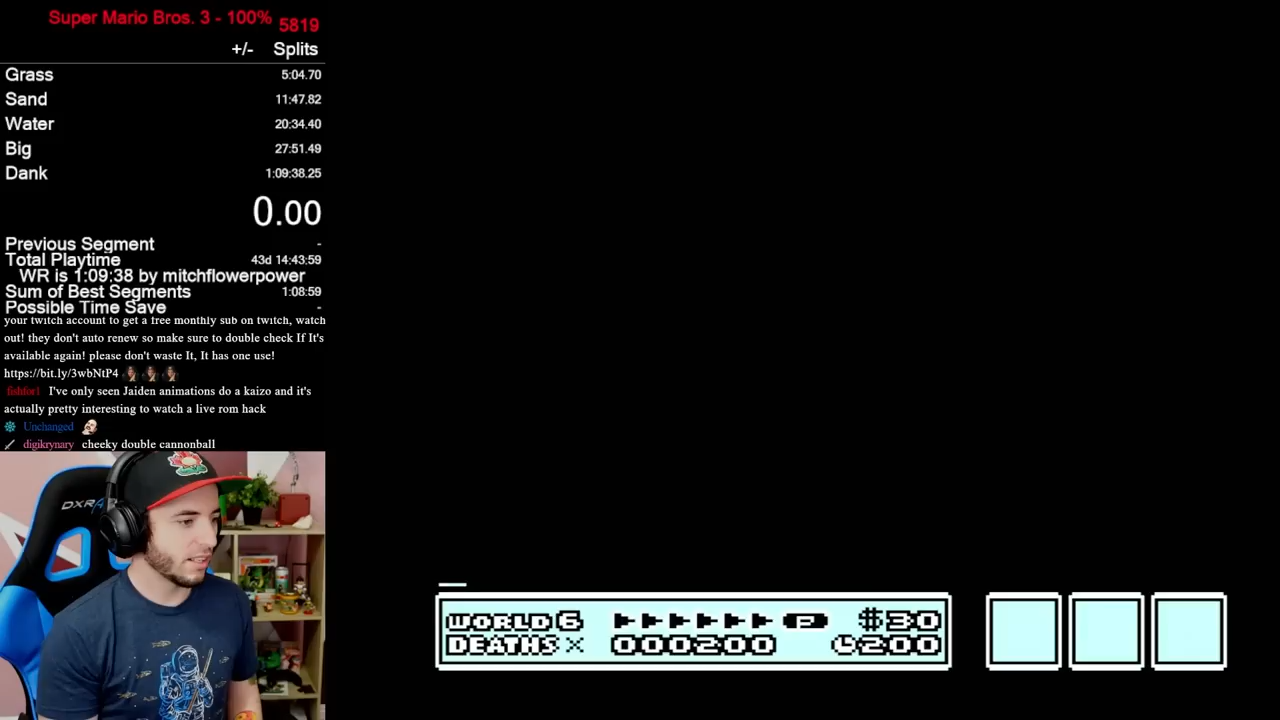 Super Mario Bros. 3 - 100% 5819
+/- Splits
Grass 5:04.70
Sand 11:47.82
Water 20:34.40
Big 27:51.49
Dank 1:09:38.25
0.00
Previous Segment -
Total Playtime 43d 14:43:59
WR is 1:09:38 by mitchflowerpower
Sum of Best Segments 1:08:59
Possible Time Save -
your twitch account to get a free monthly sub on twitch, watch
out! they don't auto renew so make sure to double check If It's
available again! please don't waste It, It has one use!
https://bit.ly/3wbNtP4
fishfor1 I've only seen Jaiden animations do a kaizo and it's
actually pretty interesting to watch a live rom hack
Unchanged
digikrynary cheeky double cannonball
DXRA
WORLD 6 P $30
DEATHS × 000200 200